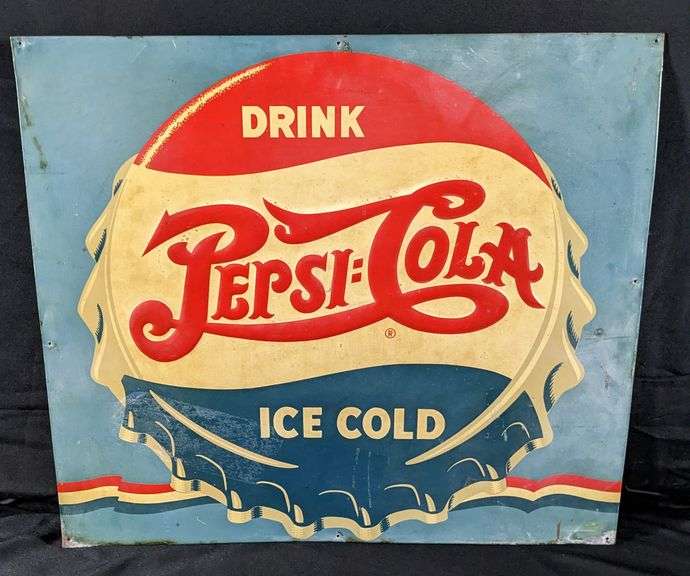 DRINK
PEPSI:COLA
®
ICE COLD